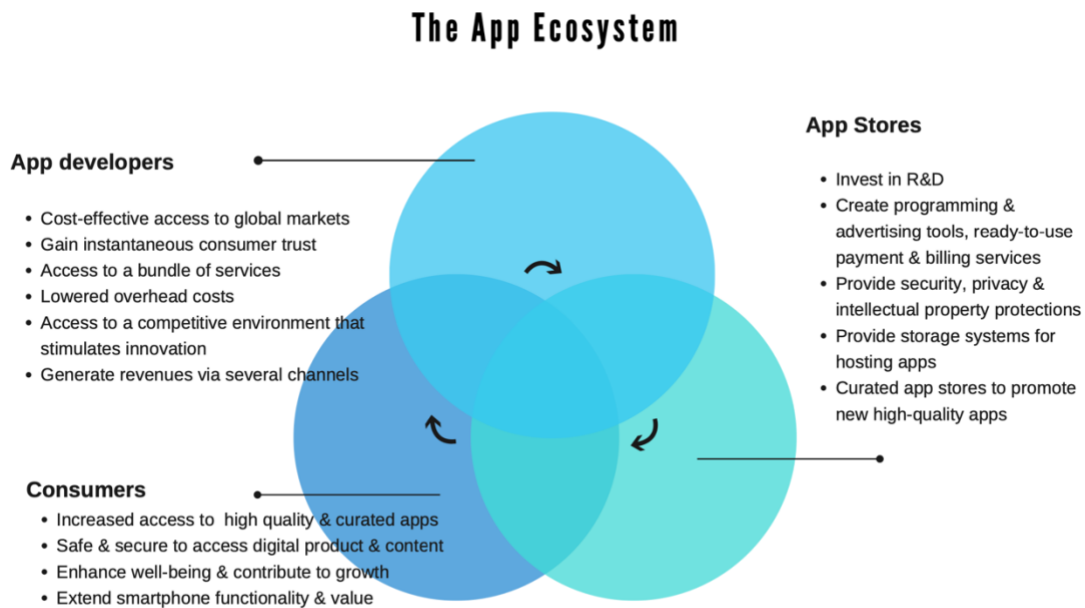 The App Ecosystem
App developers
• Cost-effective access to global markets
• Gain instantaneous consumer trust
• Access to a bundle of services
• Lowered overhead costs
• Access to a competitive environment that
stimulates innovation
• Generate revenues via several channels
App Stores
• Invest in R&D
• Create programming &
advertising tools, ready-to-use
payment & billing services
• Provide security, privacy &
intellectual property protections
• Provide storage systems for
hosting apps
• Curated app stores to promote
new high-quality apps
Consumers
• Increased access to high quality & curated apps
• Safe & secure to access digital product & content
• Enhance well-being & contribute to growth
• Extend smartphone functionality & value